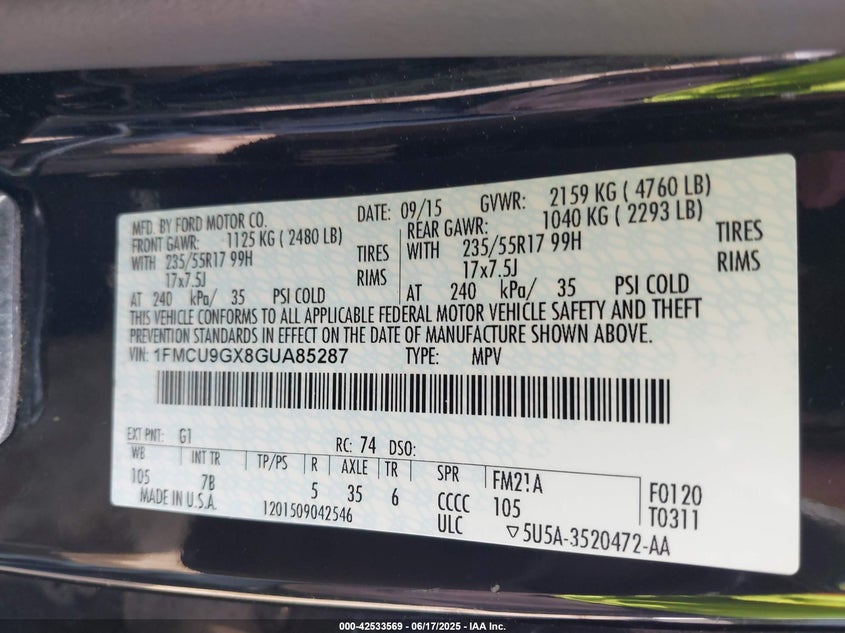 MFD. BY FORD MOTOR CO. DATE: 09/15 GVWR: 2159 KG ( 4760 LB)
FRONT GAWR: 1125 KG ( 2480 LB) REAR GAWR: 1040 KG ( 2293 LB)
WITH 235/55R17 99H TIRES WITH 235/55R17 99H TIRES
17x7.5J RIMS 17x7.5J RIMS
AT 240 kPa/ 35 PSI COLD AT 240 kPa/ 35 PSI COLD
THIS VEHICLE CONFORMS TO ALL APPLICABLE FEDERAL MOTOR VEHICLE SAFETY AND THEFT
PREVENTION STANDARDS IN EFFECT ON THE DATE OF MANUFACTURE SHOWN ABOVE.
VIN: 1FMCU9GX8GUA85287 TYPE: MPV
EXT PNT: G1 RC: 74 DSO:
WB INT TR TP/PS R AXLE TR SPR FM2!A
105 7B 5 35 6 CCCC 105 F0120
MADE IN U.S.A. 1201509042546 ULC ▽5U5A-3520472-AA T0311
000-42533569 - 06/17/2025 - IAA Inc.